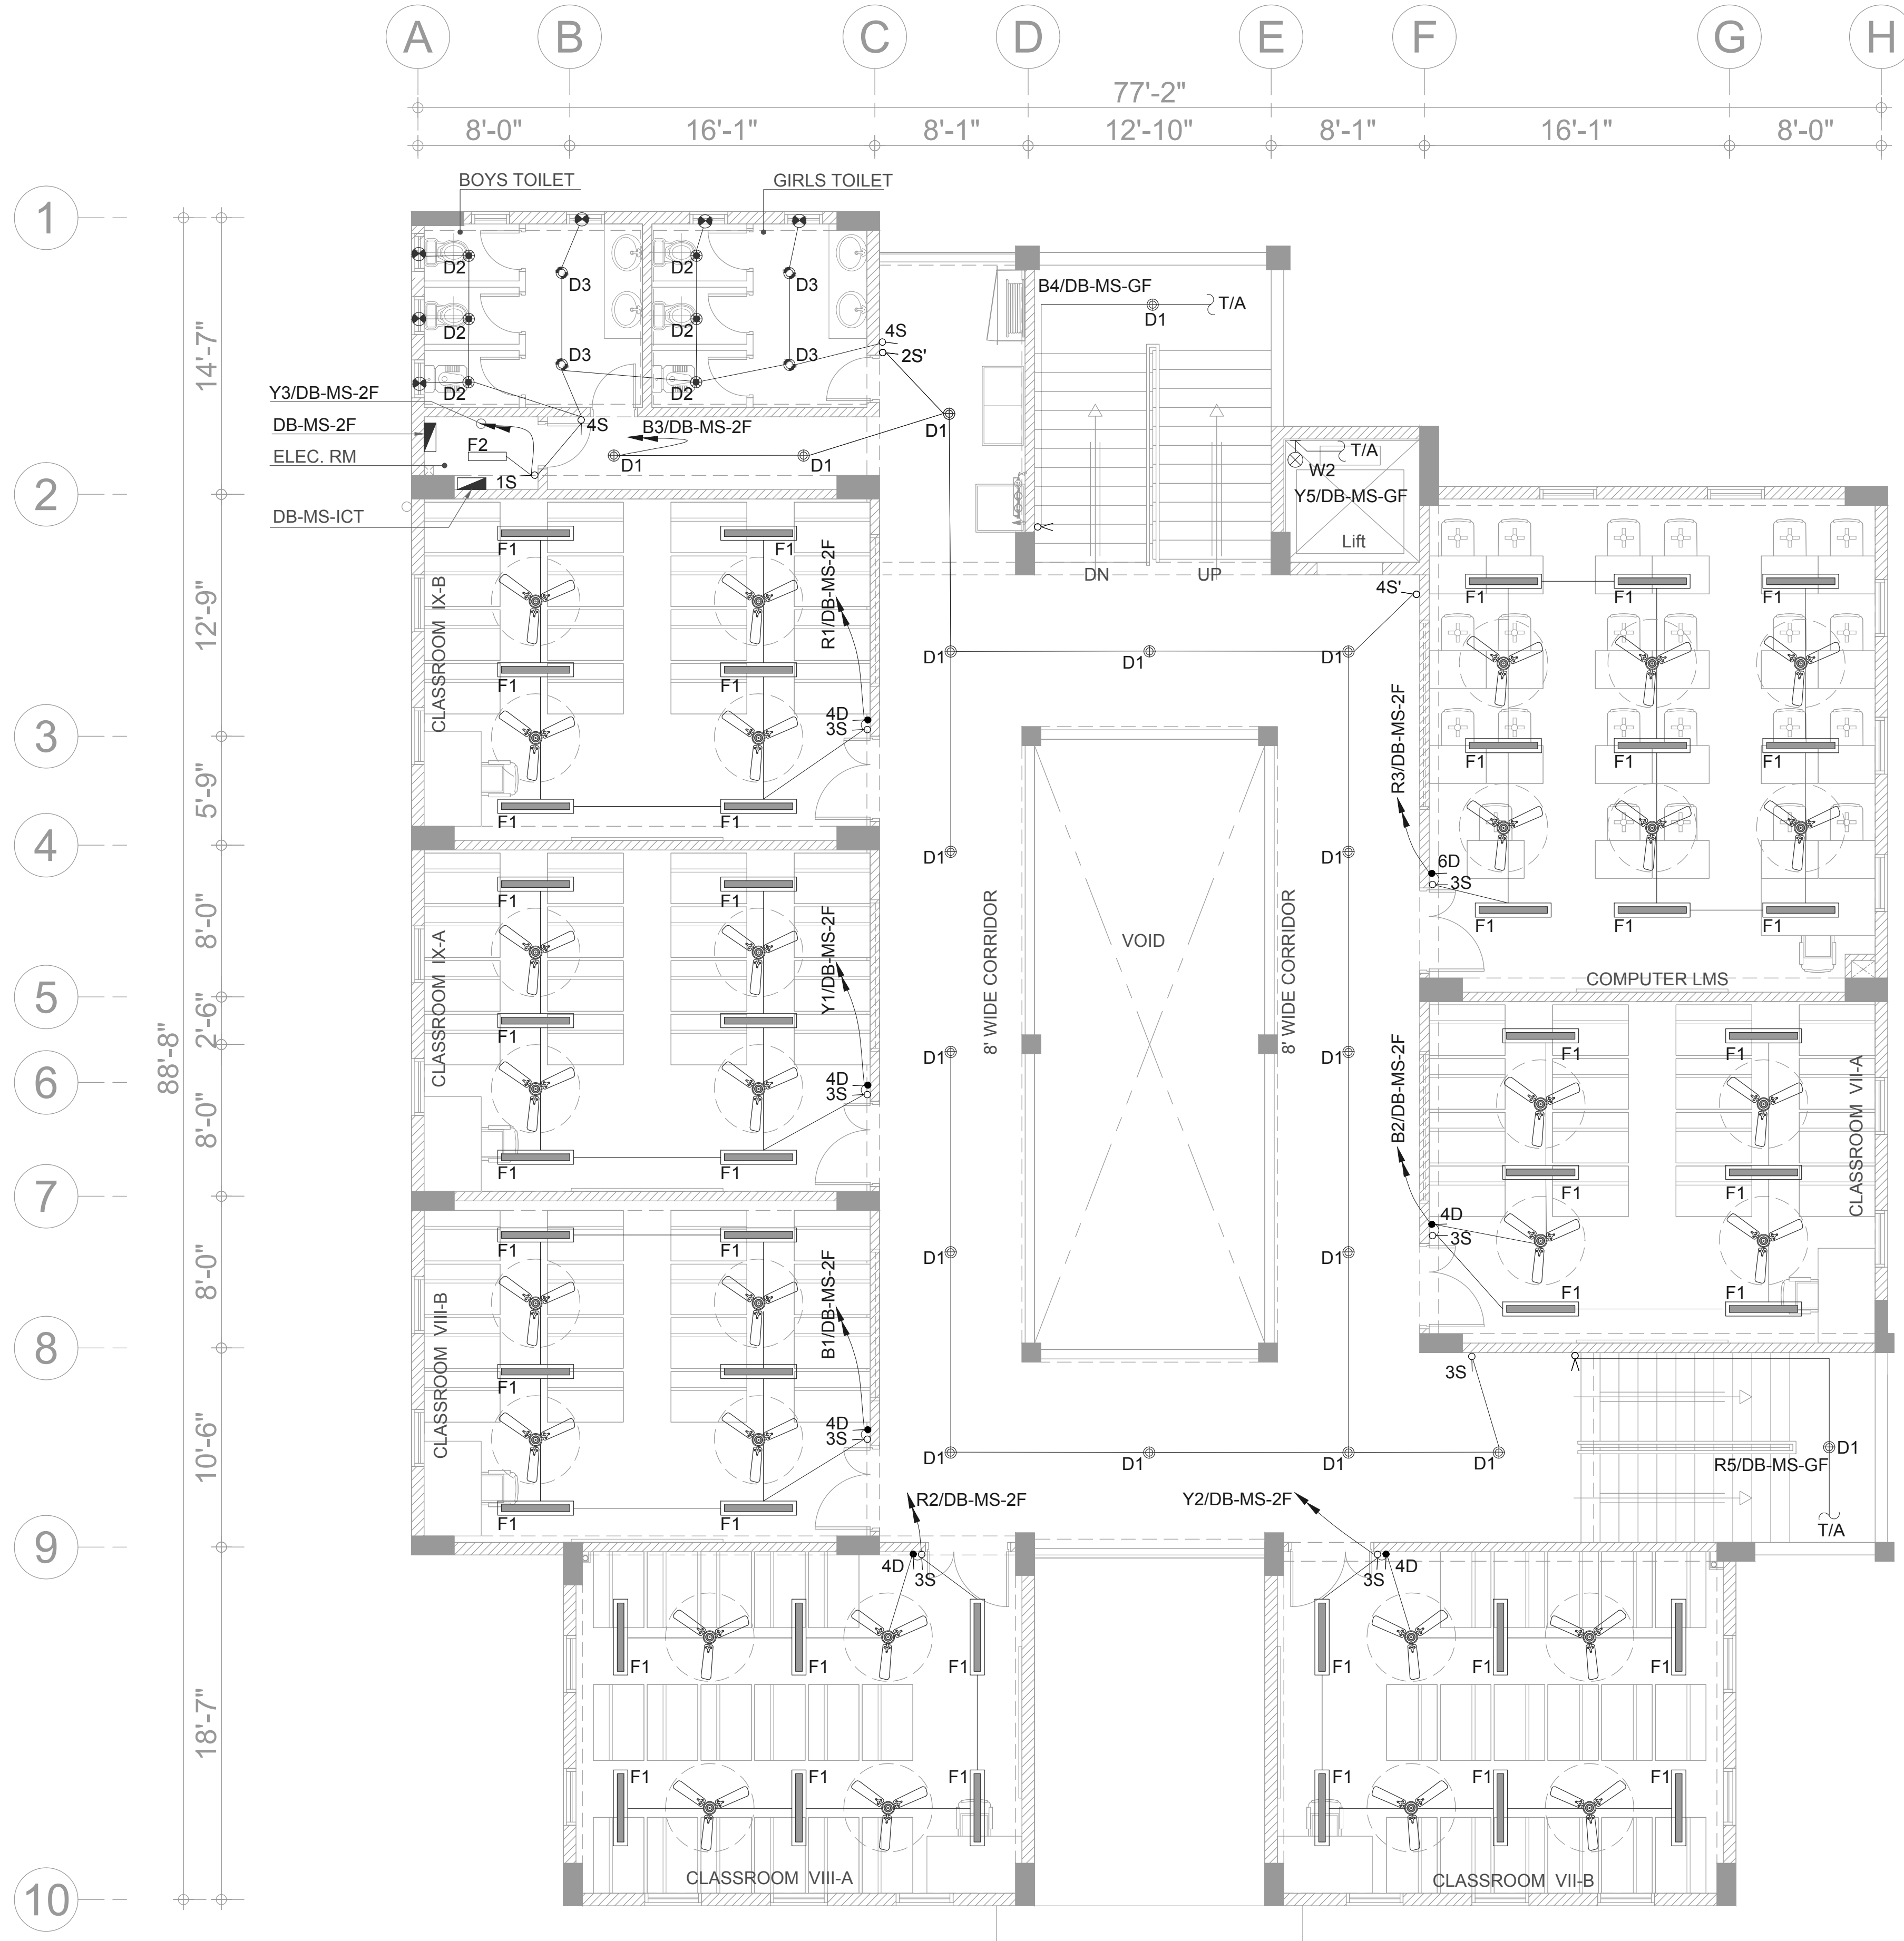 A B C D E F G H
77'-2"
8'-0" 16'-1" 8'-1" 12'-10" 8'-1" 16'-1" 8'-0"
BOYS TOILET GIRLS TOILET
1
D2 D2
D3 D3
B4/DB-MS-GF
T/A
D1
D2 D2
4S
2S'
14'-7"
D3 D3
D2 D2
Y3/DB-MS-2F
DB-MS-2F
4S
B3/DB-MS-2F
D1
F2
T/A
ELEC. RM
D1 D1
W2
1S
2
Y5/DB-MS-GF
DB-MS-ICT
Lift
F1 F1
DN UP
12'-9"
CLASSROOM IX-B
R1/DB-MS-2F
4S'
F1 F1 F1
D1 D1 D1
F1 F1
4D
3S
3
R3/DB-MS-2F
F1 F1 F1
5'-9"
F1 F1
4
D1 D1
6D
3S
F1 F1
F1 F1 F1
8'-0"
8' WIDE CORRIDOR
VOID
8' WIDE CORRIDOR
CLASSROOM IX-A
Y1/DB-MS-2F
COMPUTER LMS
5
2'-6"
F1 F1
D1 D1
F1 F1
88'-8"
6
4D
3S
B2/DB-MS-2F
CLASSROOM VII-A
8'-0"
F1 F1
F1 F1
7
4D
3S
F1 F1
D1 D1
8'-0"
CLASSROOM VIII-B
B1/DB-MS-2F
F1 F1
8
3S
F1 F1
10'-6"
4D
3S
D1 D1 D1 D1
D1
R5/DB-MS-GF
R2/DB-MS-2F
Y2/DB-MS-2F
F1 F1
T/A
9
4D
3S
3S
4D
F1 F1 F1
F1 F1 F1
18'-7"
F1 F1 F1
F1 F1 F1
CLASSROOM VIII-A
CLASSROOM VII-B
10